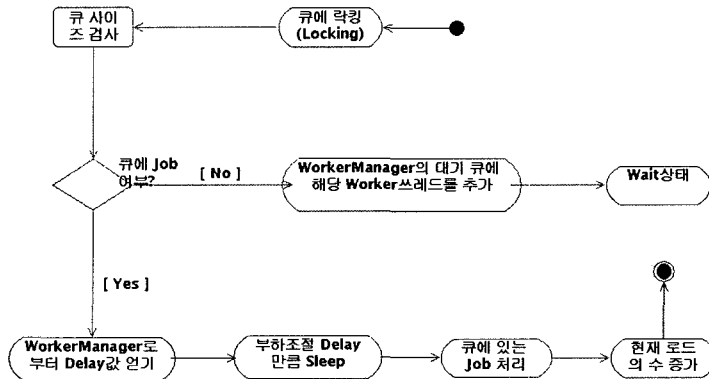 큐 사이
즈 검사
큐에 락킹
(Locking)
큐에 Job
여부?
[ No ]
WorkerManager의 대기 큐에
해당 Worker쓰레드를 추가
Wait상태
[ Yes ]
WorkerManager로
부터 Delay값 얻기
부하조절 Delay
만큼 Sleep
큐에 있는
Job 처리
현재 로드
의 수 증가